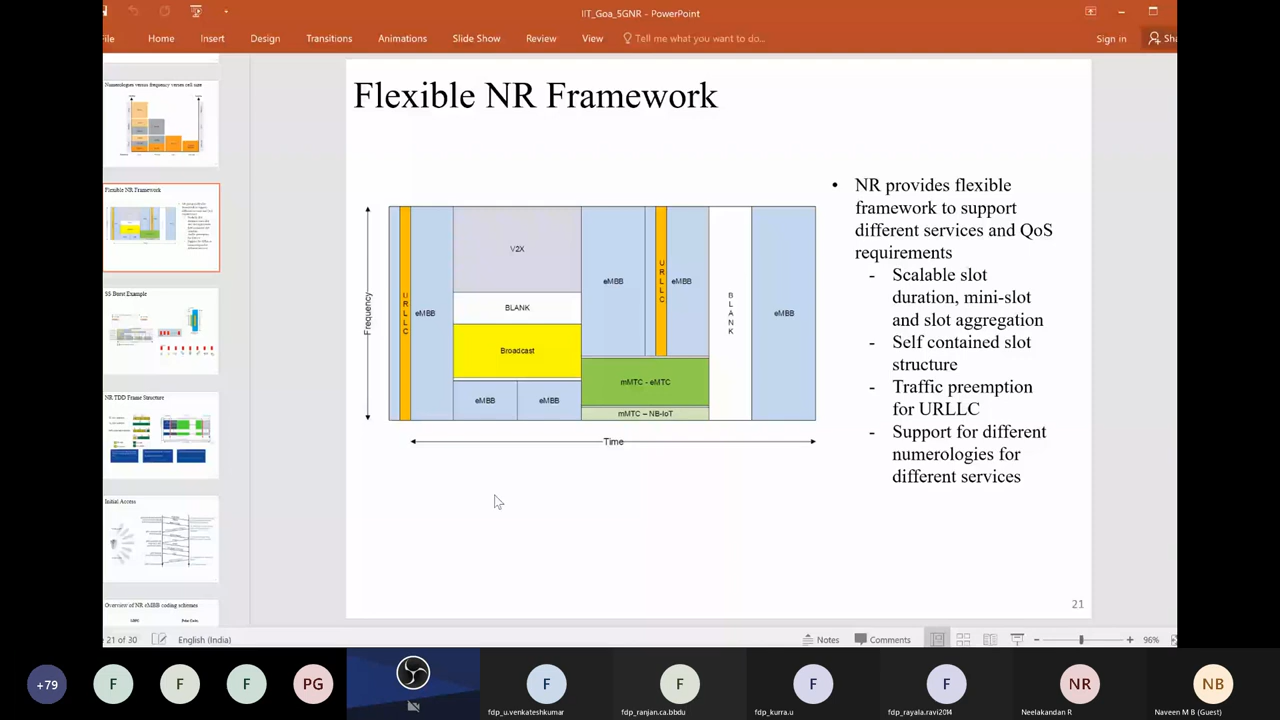 IIT_Goa_5GNR - PowerPoint
File Home Insert Design Transitions Animations Slide Show Review View Tell me what you want to do... Sign in Sha
Numerologies versus frequency versus cell size
Flexible NR Framework
SS Burst Example
NR TDD Frame Structure
Initial Access
Overview of NR eMBB coding schemes
Flexible NR Framework
Frequency
URLLC
eMBB
V2X
BLANK
Broadcast
eMBB
eMBB
eMBB
URLLC
eMBB
mMTC - eMTC
mMTC – NB-IoT
BLANK
eMBB
Time
• NR provides flexible
framework to support
different services and QoS
requirements
- Scalable slot
duration, mini-slot
and slot aggregation
- Self contained slot
structure
- Traffic preemption
for URLLC
- Support for different
numerologies for
different services
21
21 of 30 English (India) Notes Comments 96%
+79 F F F PG F F F F NR NB
fdp_u.venkateshkumar fdp_ranjan.ca.bbdu fdp_kurra.u fdp_rayala.ravi2014 Neelakandan R Naveen M B (Guest)